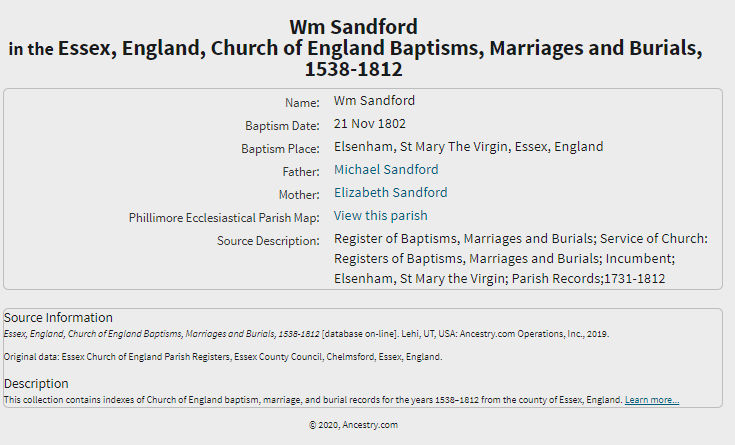 Wm Sandford
in the Essex, England, Church of England Baptisms, Marriages and Burials,
1538-1812
Name: Wm Sandford
Baptism Date: 21 Nov 1802
Baptism Place: Elsenham, St Mary The Virgin, Essex, England
Father: Michael Sandford
Mother: Elizabeth Sandford
Phillimore Ecclesiastical Parish Map: View this parish
Source Description: Register of Baptisms, Marriages and Burials; Service of Church:
Registers of Baptisms, Marriages and Burials; Incumbent;
Elsenham, St Mary the Virgin; Parish Records;1731-1812
Source Information
Essex, England, Church of England Baptisms, Marriages and Burials, 1538-1812 [database on-line]. Lehi, UT, USA: Ancestry.com Operations, Inc., 2019.
Original data: Essex Church of England Parish Registers, Essex County Council, Chelmsford, Essex, England.
Description
This collection contains indexes of Church of England baptism, marriage, and burial records for the years 1538–1812 from the county of Essex, England. Learn more...
© 2020, Ancestry.com